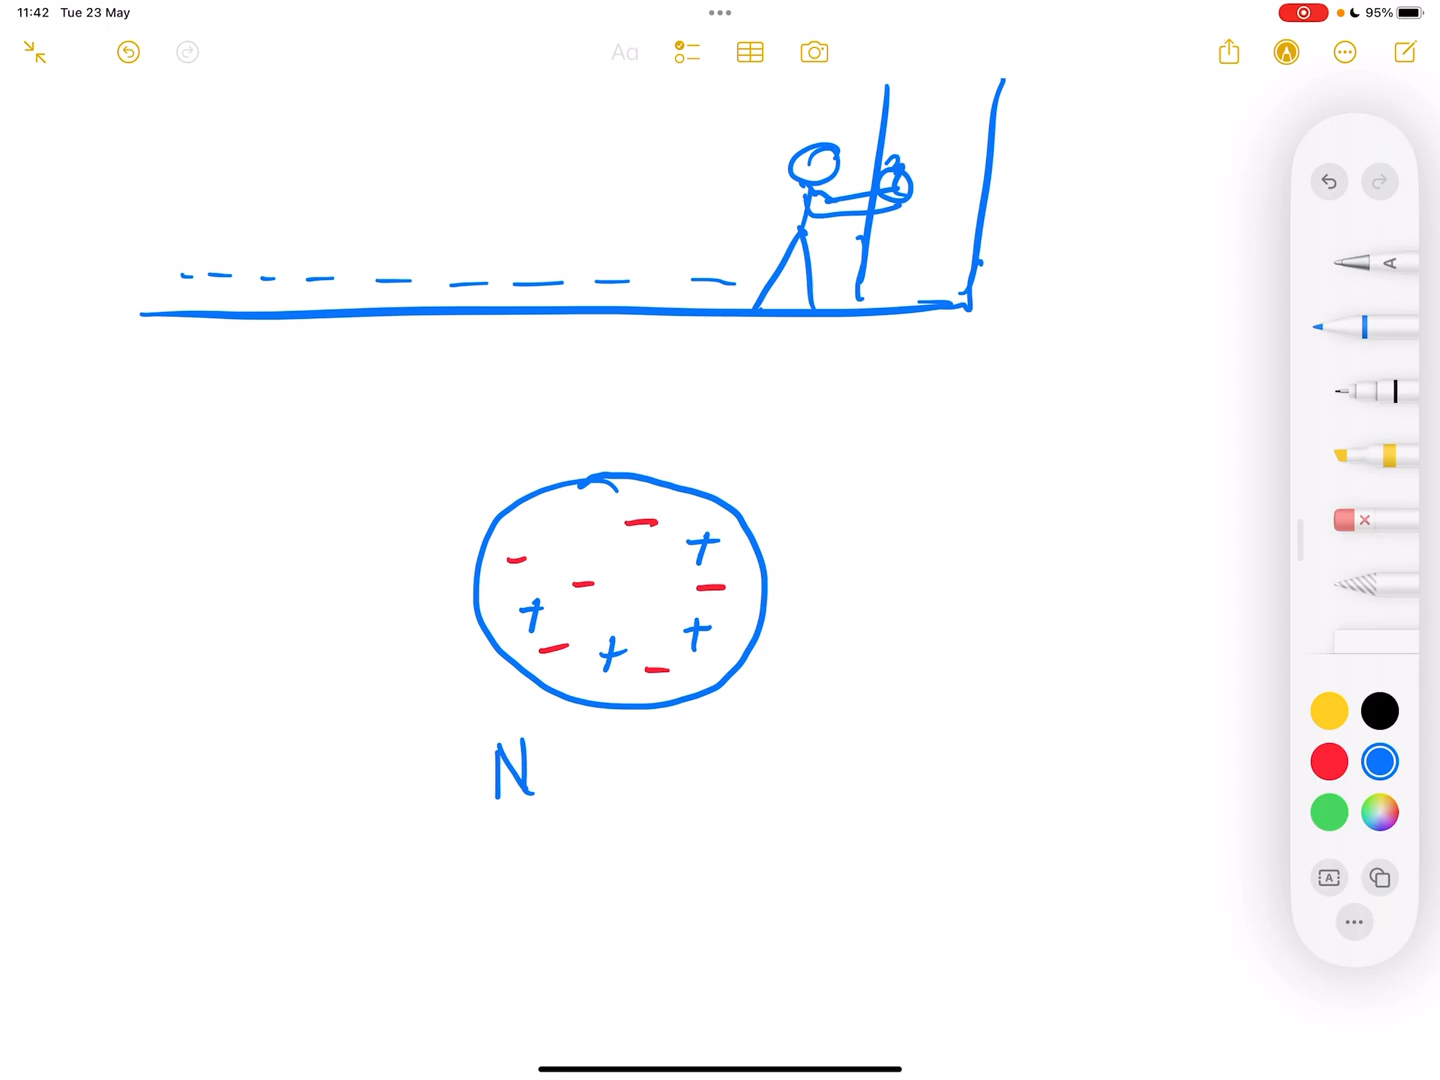 11:42 Tue 23 May
95%
Aa
A
- + - - - + + - + -
N
A